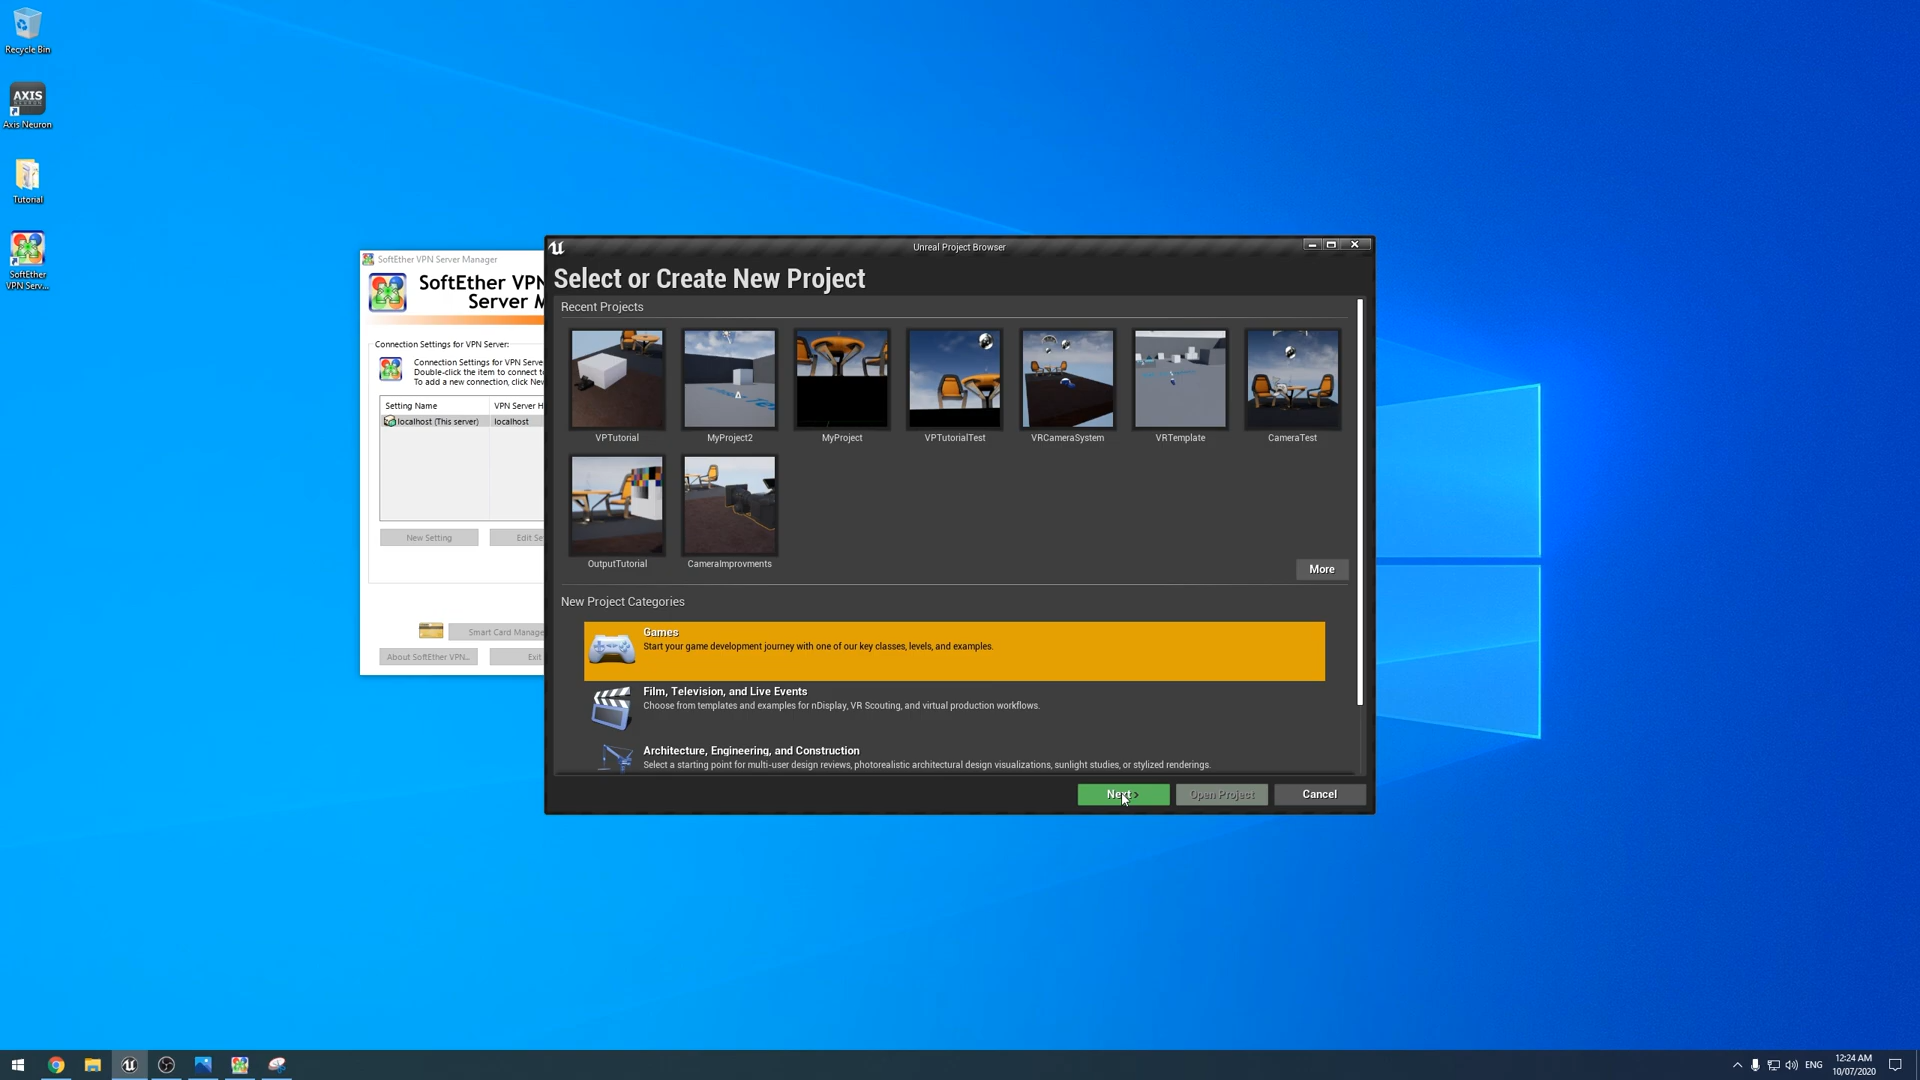 Recycle Bin
AXIS
Axis Neuron
Tutorial
SoftEther
VPN Serv...
SoftEther VPN Server Manager
SoftEther VPN
Server M
Connection Settings for VPN Server:
Connection Settings for VPN Serve
Double-click the item to connect to
To add a new connection, click Nev
Setting Name
VPN Server H
localhost (This server)
localhost
New Setting
Edit Se
Smart Card Manage
About SoftEther VPN...
Exit
Unreal Project Browser
Select or Create New Project
Recent Projects
VPTutorial
MyProject2
MyProject
VPTutorialTest
VRCameraSystem
VRTemplate
CameraTest
OutputTutorial
CameraImprovments
More
New Project Categories
Games
Start your game development journey with one of our key classes, levels, and examples.
Film, Television, and Live Events
Choose from templates and examples for nDisplay, VR Scouting, and virtual production workflows.
Architecture, Engineering, and Construction
Select a starting point for multi-user design reviews, photorealistic architectural design visualizations, sunlight studies, or stylized renderings.
Next >
Open Project
Cancel
ENG
12:24 AM
10/07/2020